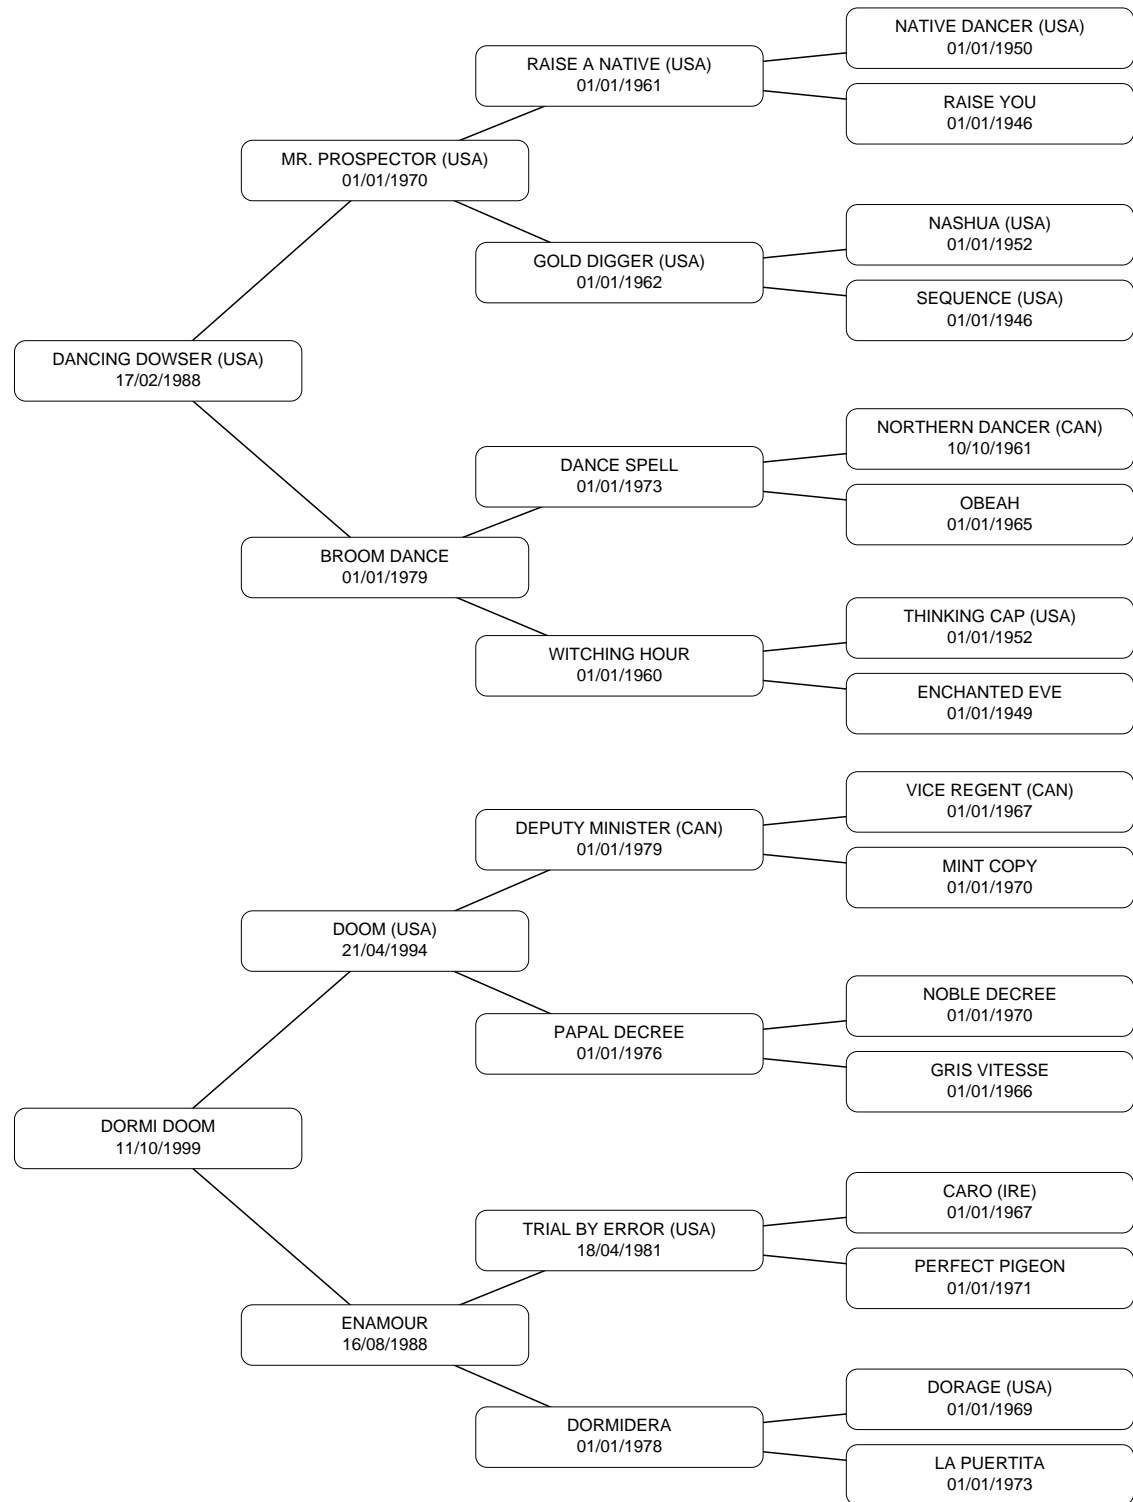 NATIVE DANCER (USA)
01/01/1950
RAISE A NATIVE (USA)
01/01/1961
RAISE YOU
01/01/1946
MR. PROSPECTOR (USA)
01/01/1970
NASHUA (USA)
01/01/1952
GOLD DIGGER (USA)
01/01/1962
SEQUENCE (USA)
01/01/1946
DANCING DOWSER (USA)
17/02/1988
NORTHERN DANCER (CAN)
10/10/1961
DANCE SPELL
01/01/1973
OBEAH
01/01/1965
BROOM DANCE
01/01/1979
THINKING CAP (USA)
01/01/1952
WITCHING HOUR
01/01/1960
ENCHANTED EVE
01/01/1949
VICE REGENT (CAN)
01/01/1967
DEPUTY MINISTER (CAN)
01/01/1979
MINT COPY
01/01/1970
DOOM (USA)
21/04/1994
NOBLE DECREE
01/01/1970
PAPAL DECREE
01/01/1976
GRIS VITESSE
01/01/1966
DORMI DOOM
11/10/1999
CARO (IRE)
01/01/1967
TRIAL BY ERROR (USA)
18/04/1981
PERFECT PIGEON
01/01/1971
ENAMOUR
16/08/1988
DORAGE (USA)
01/01/1969
DORMIDERA
01/01/1978
LA PUERTITA
01/01/1973